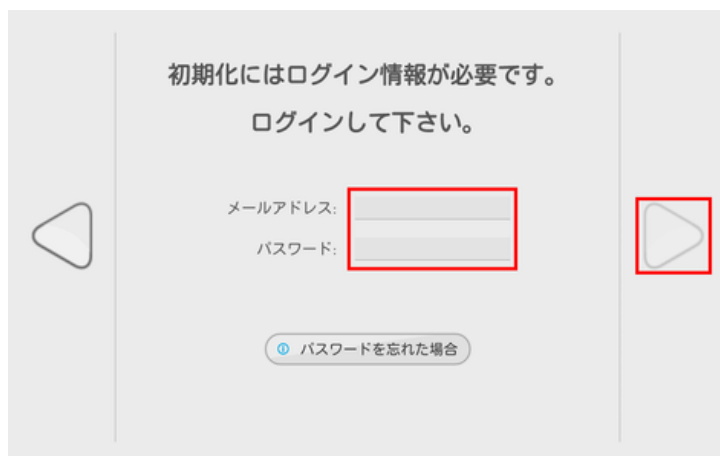 初期化にはログイン情報が必要です。
ログインして下さい。
メールアドレス:
パスワード:
パスワードを忘れた場合